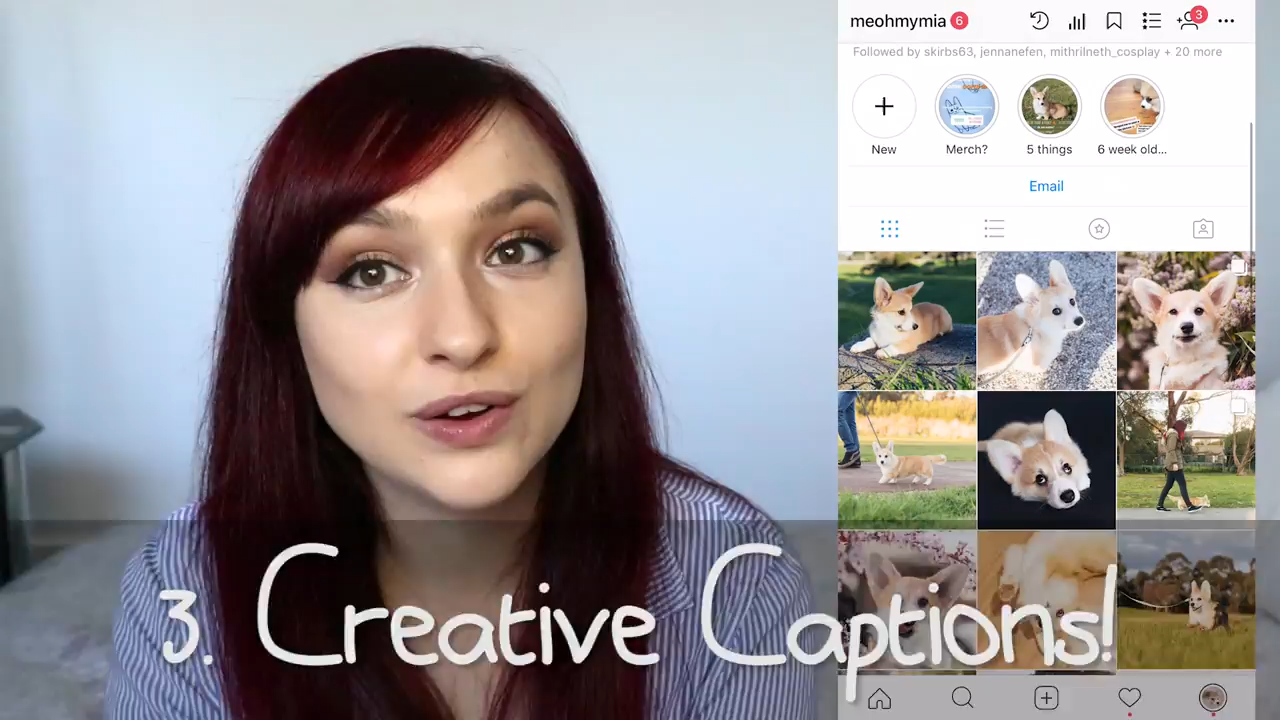 meohmymia 6
3
Followed by skirbs63, jennanefen, mithrilneth_cosplay + 20 more
New
Merch?
5 things
6 week old...
Email
3. Creative Captions!